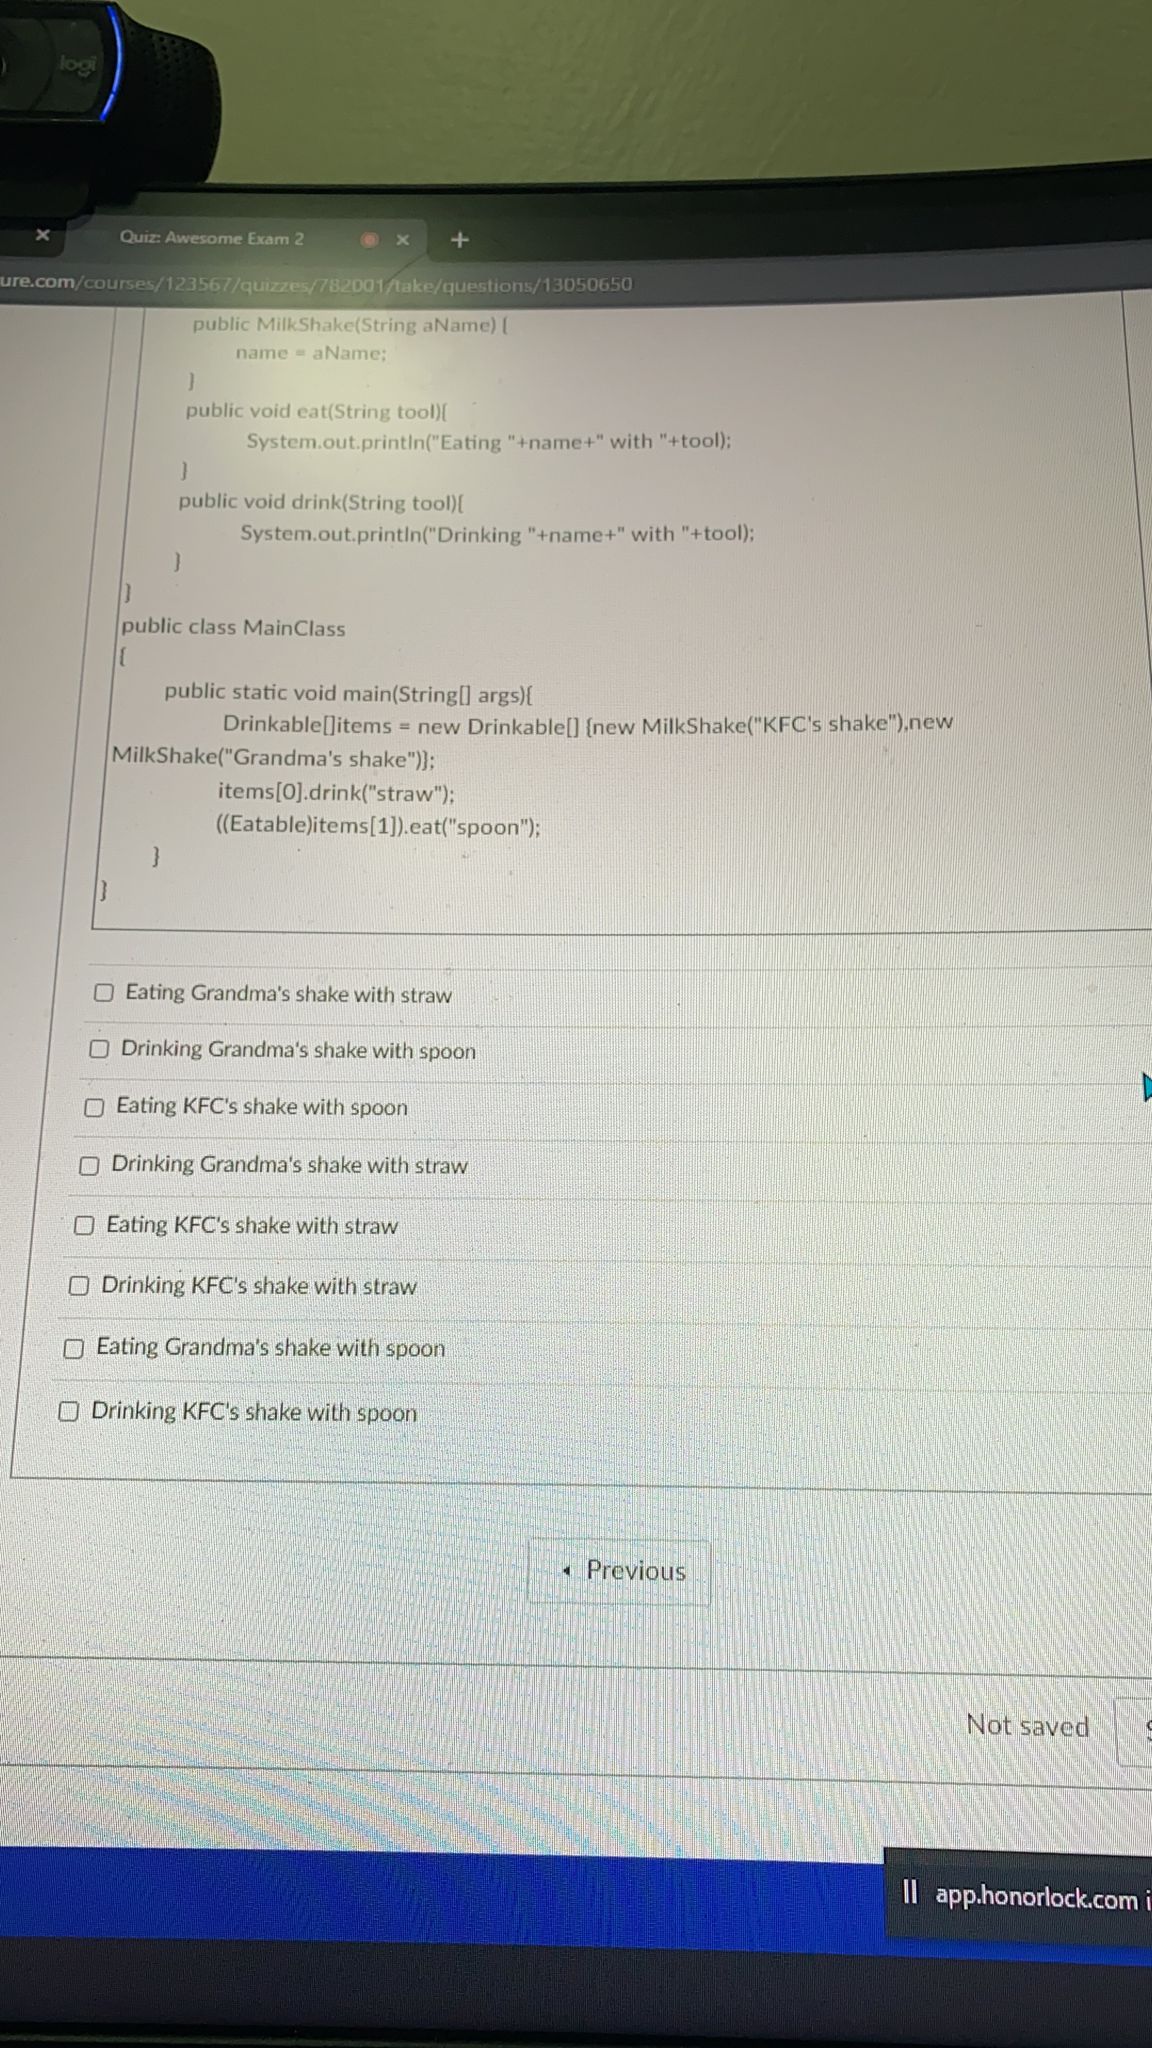 logi
Quiz: Awesome Exam 2
ure.com/courses/123567/quizzes/782001/take/questions/13050650
public MilkShake(String aName) {
name = aName;
}
public void eat(String tool){
System.out.println("Eating "+name+" with "+tool);
}
public void drink(String tool){
System.out.println("Drinking "+name+" with "+tool);
}
}
public class MainClass
{
public static void main(String[] args){
Drinkable[]items = new Drinkable[] {new MilkShake("KFC's shake"),new
MilkShake("Grandma's shake")};
items[0].drink("straw");
((Eatable)items[1]).eat("spoon");
}
}
Eating Grandma's shake with straw
Drinking Grandma's shake with spoon
Eating KFC's shake with spoon
Drinking Grandma's shake with straw
Eating KFC's shake with straw
Drinking KFC's shake with straw
Eating Grandma's shake with spoon
Drinking KFC's shake with spoon
Previous
Not saved
app.honorlock.com i